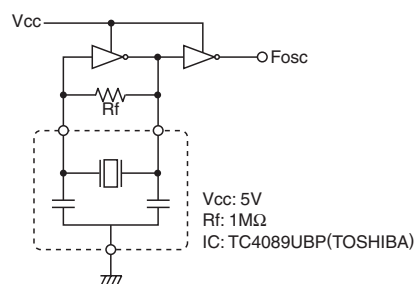 Vcc
Fosc
Rf
Vcc: 5V
Rf: 1MΩ
IC: TC4089UBP(TOSHIBA)